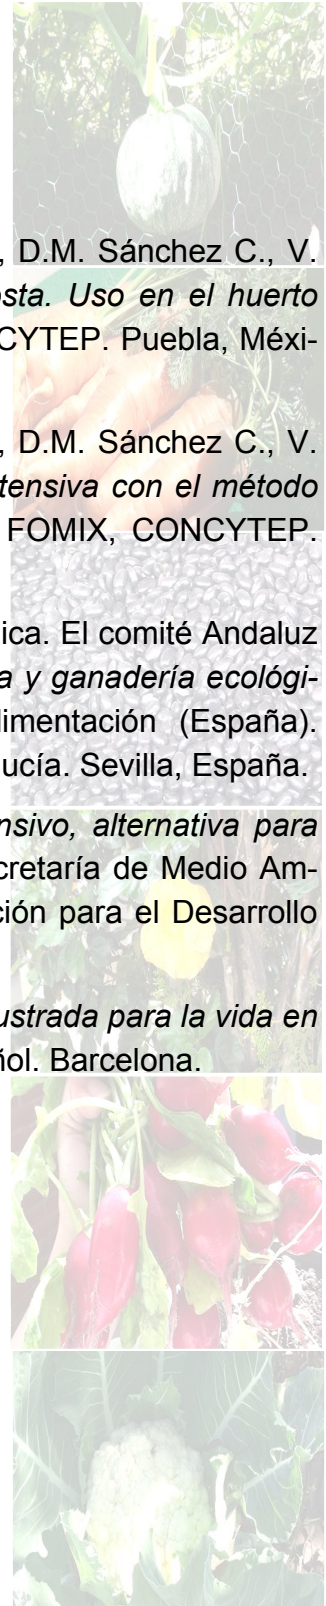 , D.M. Sánchez C., V.
osta. Uso en el huerto
CYTEP. Puebla, Méxi-
, D.M. Sánchez C., V.
tensiva con el método
FOMIX, CONCYTEP.
ica. El comité Andaluz
a y ganadería ecológi-
limentación (España).
lucía. Sevilla, España.
nsivo, alternativa para
cretaría de Medio Am-
ción para el Desarrollo
ustrada para la vida en
ñol. Barcelona.